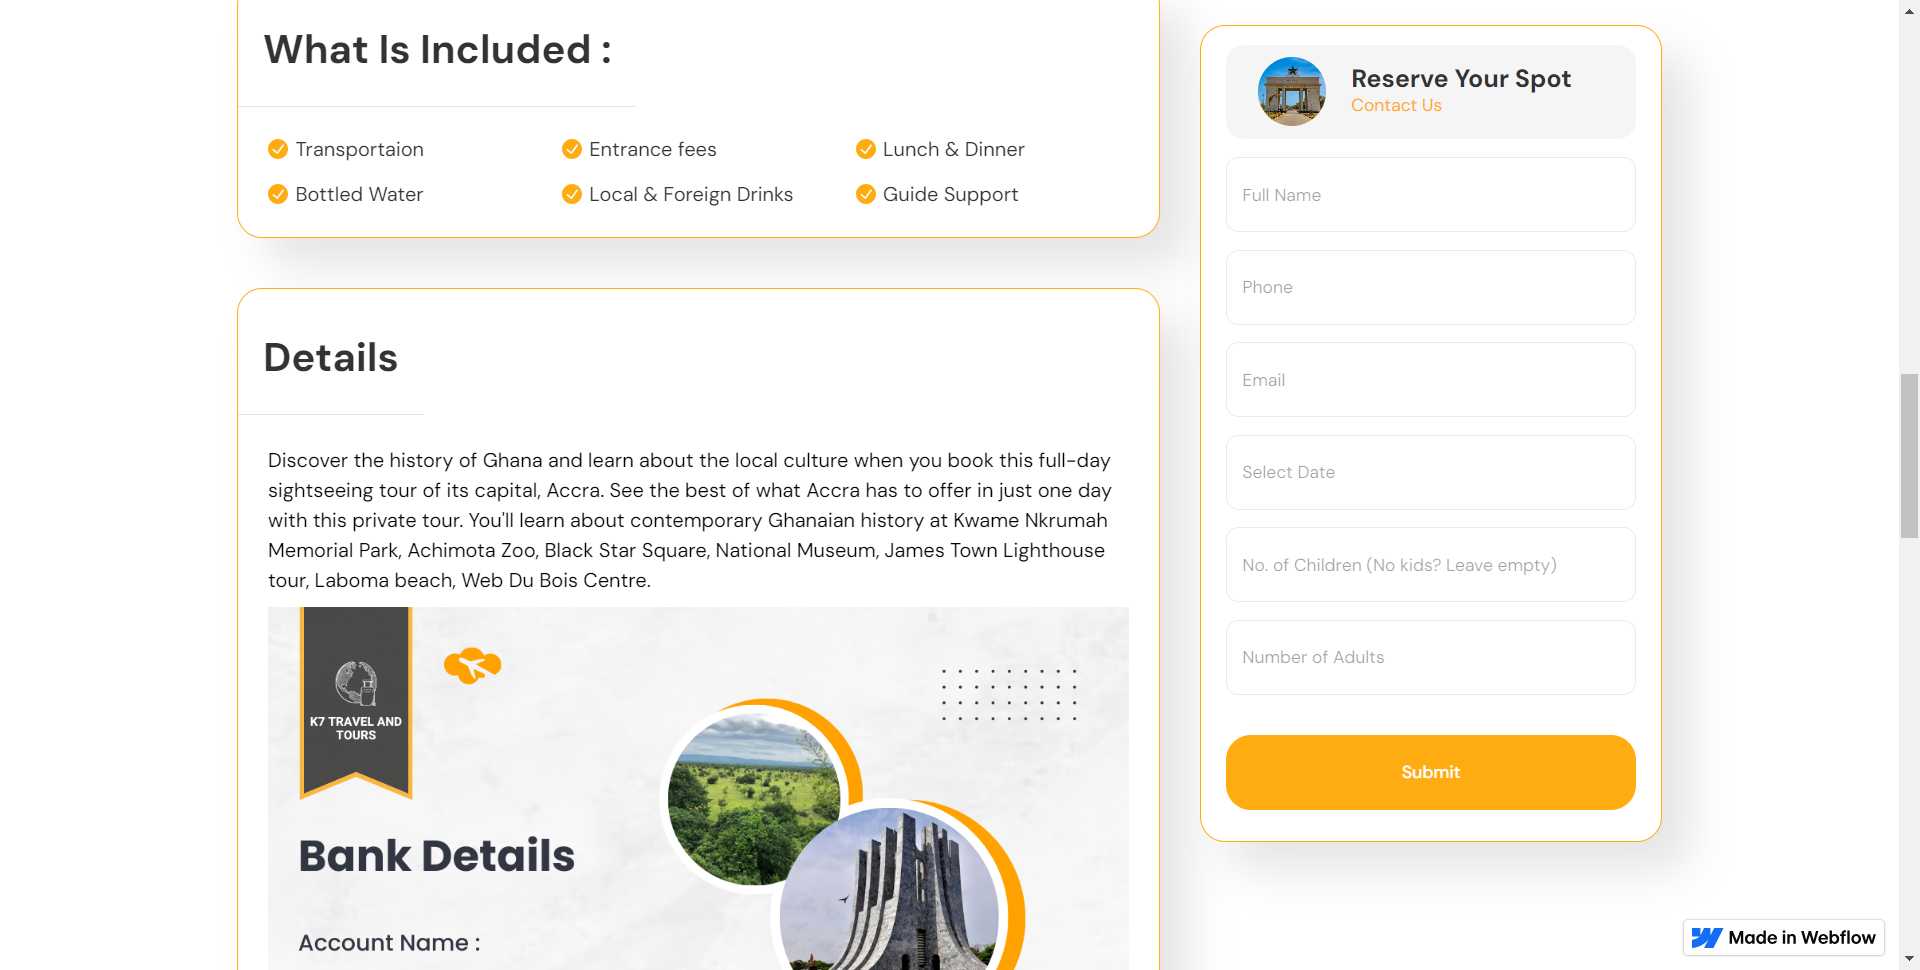 What Is Included :
Transportaion
Entrance fees
Lunch & Dinner
Bottled Water
Local & Foreign Drinks
Guide Support
Details
Discover the history of Ghana and learn about the local culture when you book this full-day
sightseeing tour of its capital, Accra. See the best of what Accra has to offer in just one day
with this private tour. You'll learn about contemporary Ghanaian history at Kwame Nkrumah
Memorial Park, Achimota Zoo, Black Star Square, National Museum, James Town Lighthouse
tour, Laboma beach, Web Du Bois Centre.
K7 TRAVEL AND
TOURS
Bank Details
Account Name :
Reserve Your Spot
Contact Us
Full Name
Phone
Email
Select Date
No. of Children (No kids? Leave empty)
Number of Adults
Submit
Made in Webflow